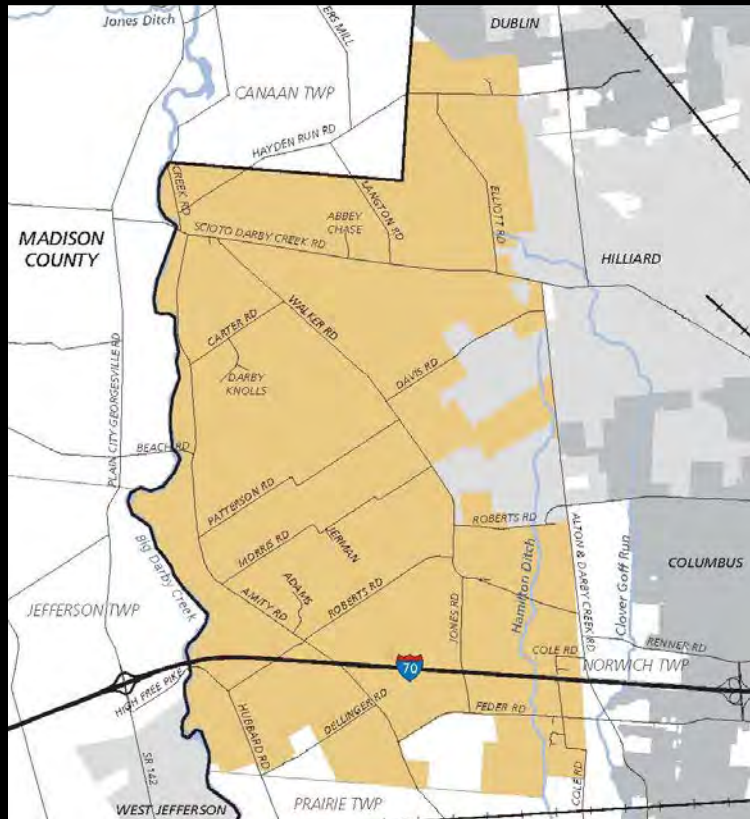 Jones Ditch
ERS MILL
DUBLIN
CANAAN TWP
HAYDEN RUN RD
CREEK RD
LANGTON RD
ELLIOTT RD
ABBEY
CHASE
SCIOTO DARBY CREEK RD
MADISON
COUNTY
HILLIARD
WALKER RD
CARTER RD
PLAIN CITY GEORGESVILLE RD
DARBY
KNOLLS
DAVIS RD
BEACH RD
PATTERSON RD
ROBERTS RD
MORRIS RD
JERMAN
Big Darby Creek
ALTON & DARBY CREEK RD
Hamilton Ditch
Clover Goff Run
COLUMBUS
ADAMS
ROBERTS RD
AMITY RD
JEFFERSON TWP
JONES RD
RENNER RD
COLE RD
NORWICH TWP
70
HIGH FREE PIKE
HUBBARD RD
DELLINGER RD
FEDER RD
SR 142
COLE RD
WEST JEFFERSON
PRAIRIE TWP